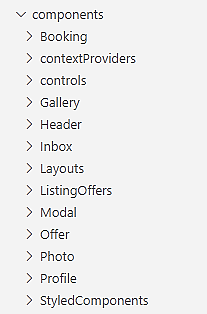 components
Booking
contextProviders
controls
Gallery
Header
Inbox
Layouts
ListingOffers
Modal
Offer
Photo
Profile
StyledComponents